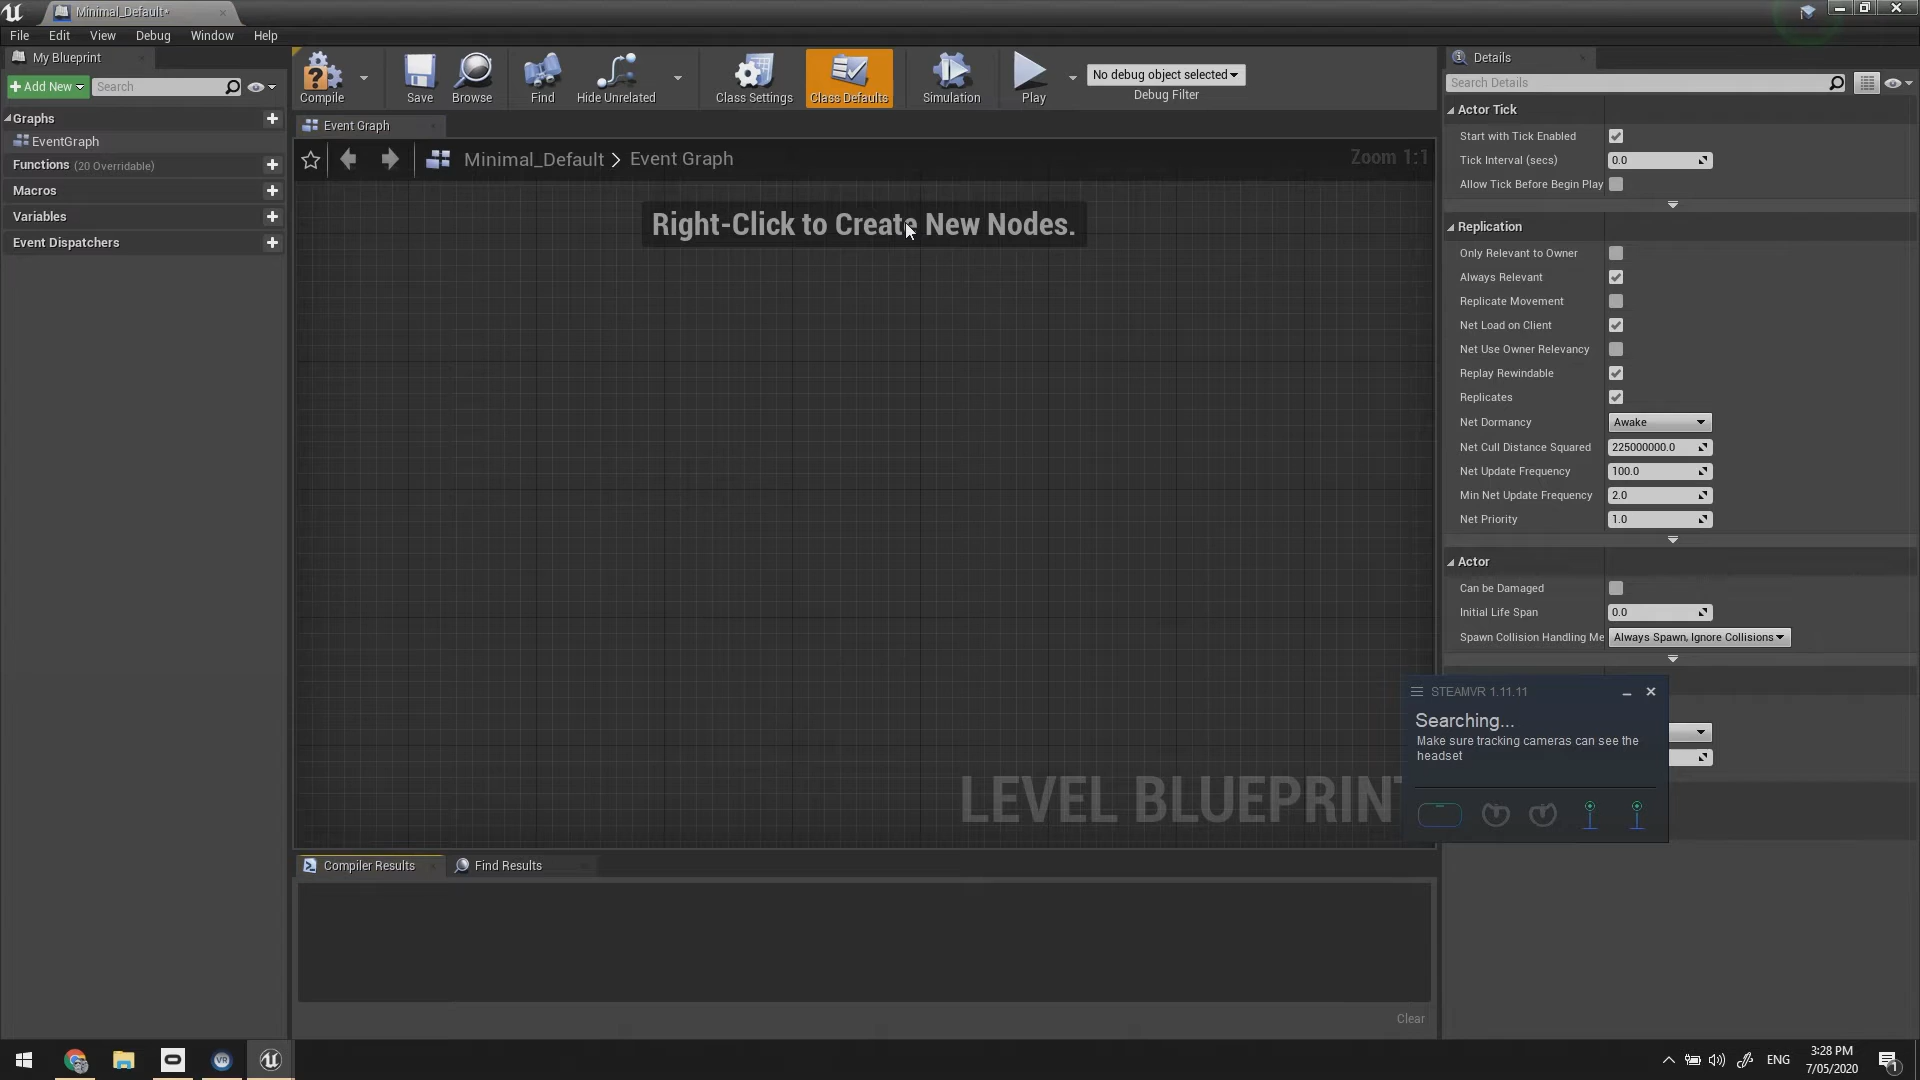 Minimal_Default*
File Edit View Debug Window Help
My Blueprint
Add New
Search
Graphs
EventGraph
Functions (20 Overridable)
Macros
Variables
Event Dispatchers
Compile
Save
Browse
Find
Hide Unrelated
Class Settings
Class Defaults
Simulation
Play
No debug object selected
Debug Filter
Event Graph
Minimal_Default > Event Graph
Zoom 1:1
Right-Click to Create New Nodes.
LEVEL BLUEPRINT
Compiler Results
Find Results
Clear
Details
Search Details
Actor Tick
Start with Tick Enabled
Tick Interval (secs) 0.0
Allow Tick Before Begin Play
Replication
Only Relevant to Owner
Always Relevant
Replicate Movement
Net Load on Client
Net Use Owner Relevancy
Replay Rewindable
Replicates
Net Dormancy Awake
Net Cull Distance Squared 225000000.0
Net Update Frequency 100.0
Min Net Update Frequency 2.0
Net Priority 1.0
Actor
Can be Damaged
Initial Life Span 0.0
Spawn Collision Handling Me Always Spawn, Ignore Collisions
STEAMVR 1.11.11
Searching...
Make sure tracking cameras can see the
headset
ENG
3:28 PM
7/05/2020
1